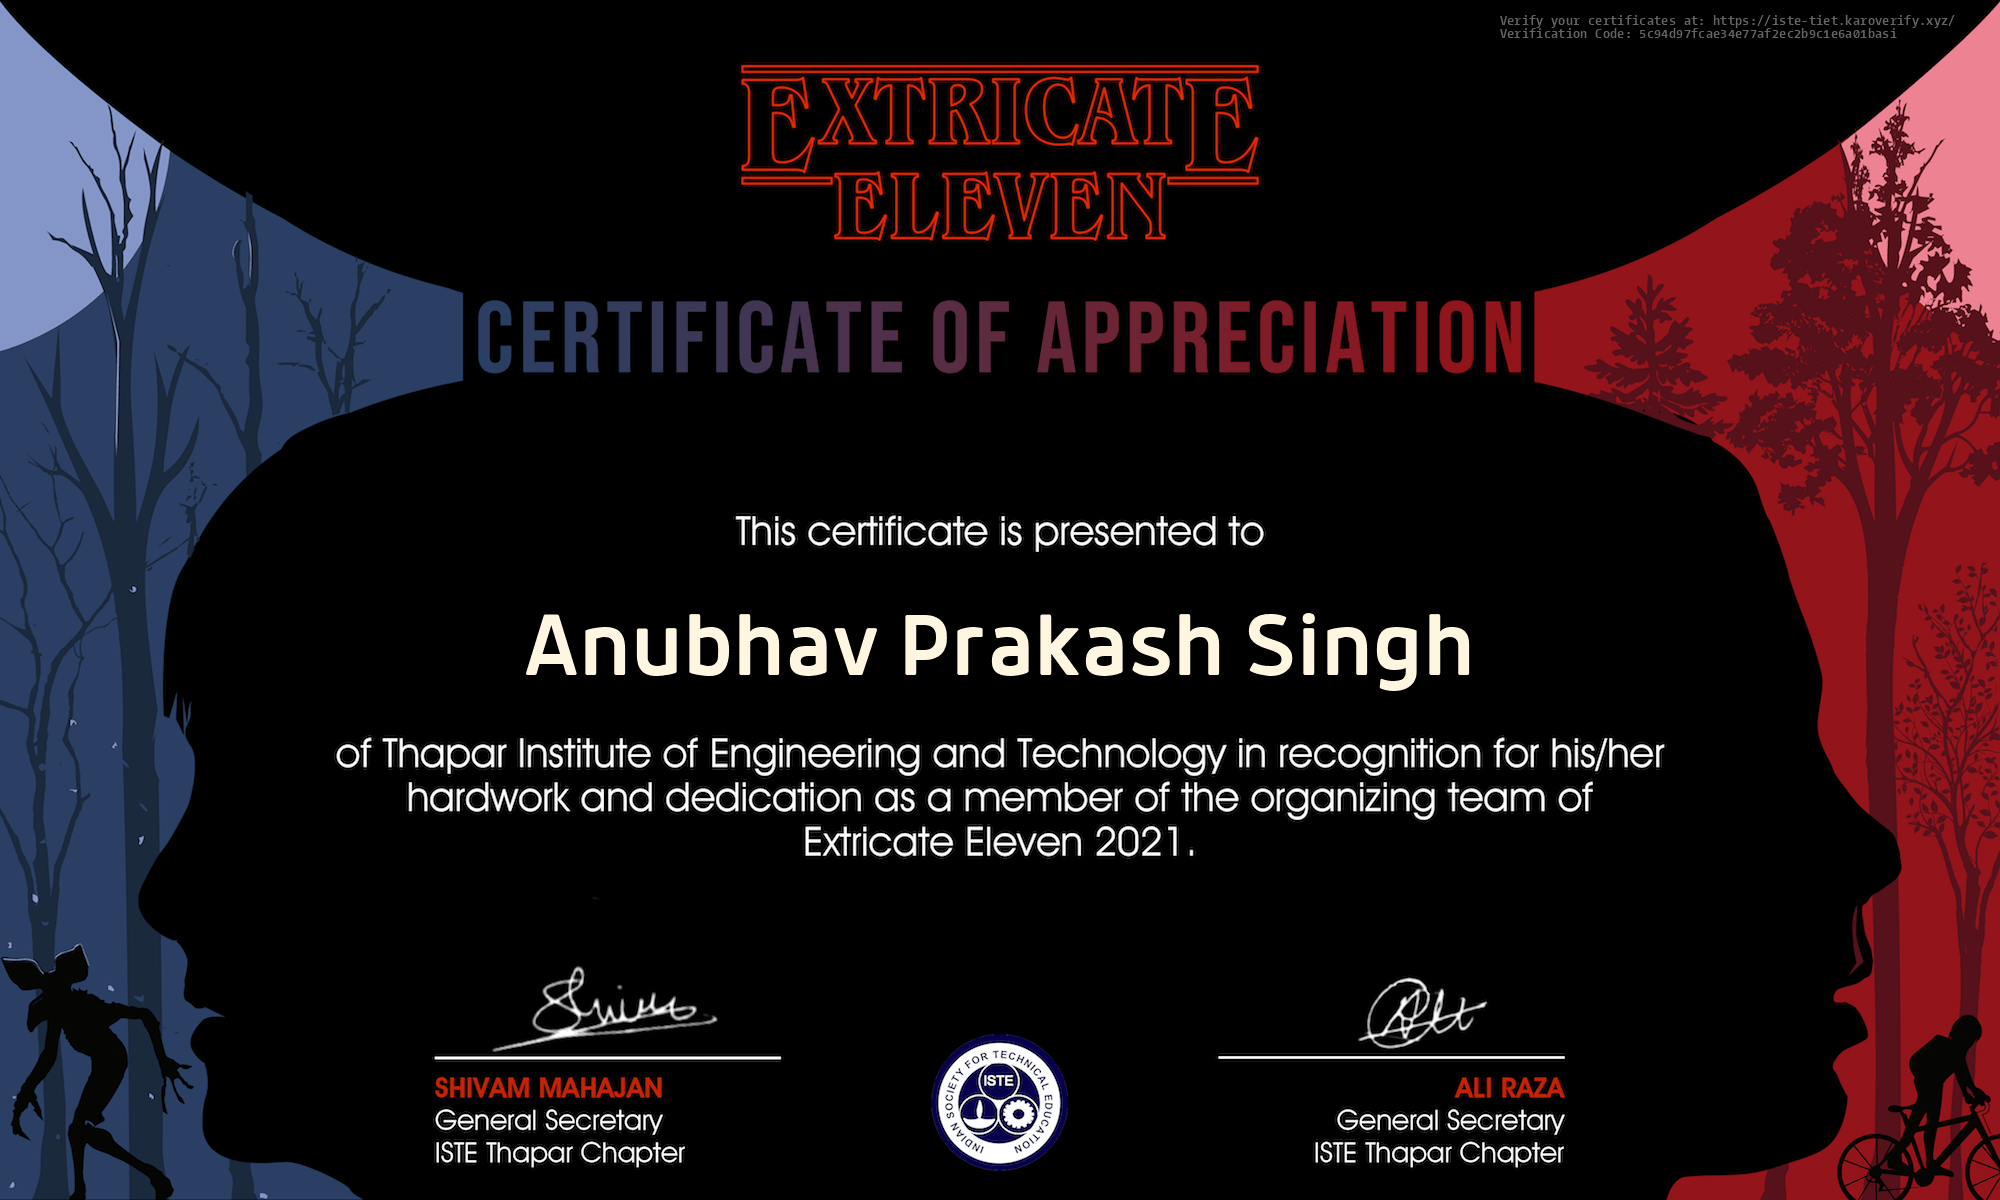 Verify your certificates at: https://iste-tiet.karoverify.xyz/
Verification Code: 5c94d97fcae34e77af2ec2b9c1e6a01basi
EXTRICATE
ELEVEN
CERTIFICATE OF APPRECIATION
This certificate is presented to
Anubhav Prakash Singh
of Thapar Institute of Engineering and Technology in recognition for his/her
hardwork and dedication as a member of the organizing team of
Extricate Eleven 2021.
SHIVAM MAHAJAN
General Secretary
ISTE Thapar Chapter
INDIAN SOCIETY FOR TECHNICAL EDUCATION
ISTE
ALI RAZA
General Secretary
ISTE Thapar Chapter